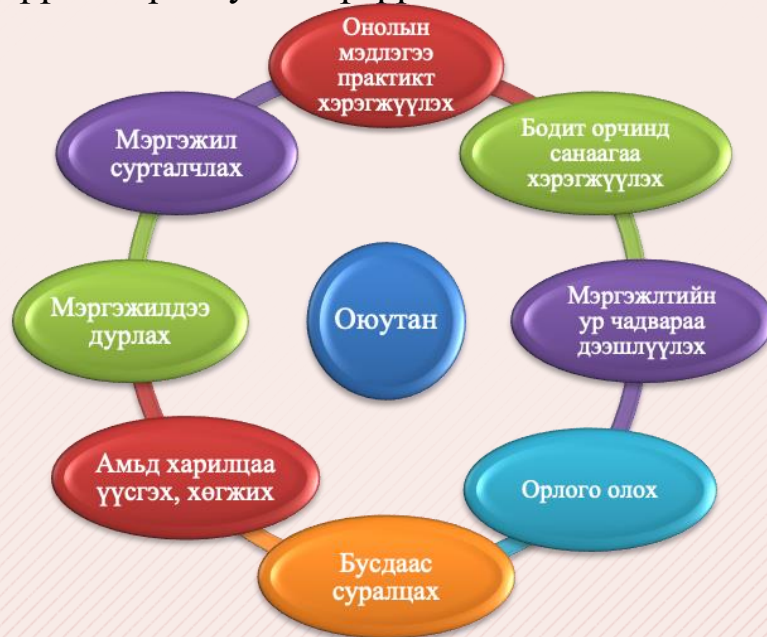 Онолын
мэдлэгээ
практикт
хэрэгжүүлэх
Бодит орчинд
санаагаа
хэрэгжүүлэх
Мэргэжлтийн
ур чадвараа
дээшлүүлэх
Орлого олох
Бусдаас
суралцах
Амьд харилцаа
үүсгэх, хөгжих
Мэргэжилдээ
дурлах
Мэргэжил
сурталчлах
Оюутан